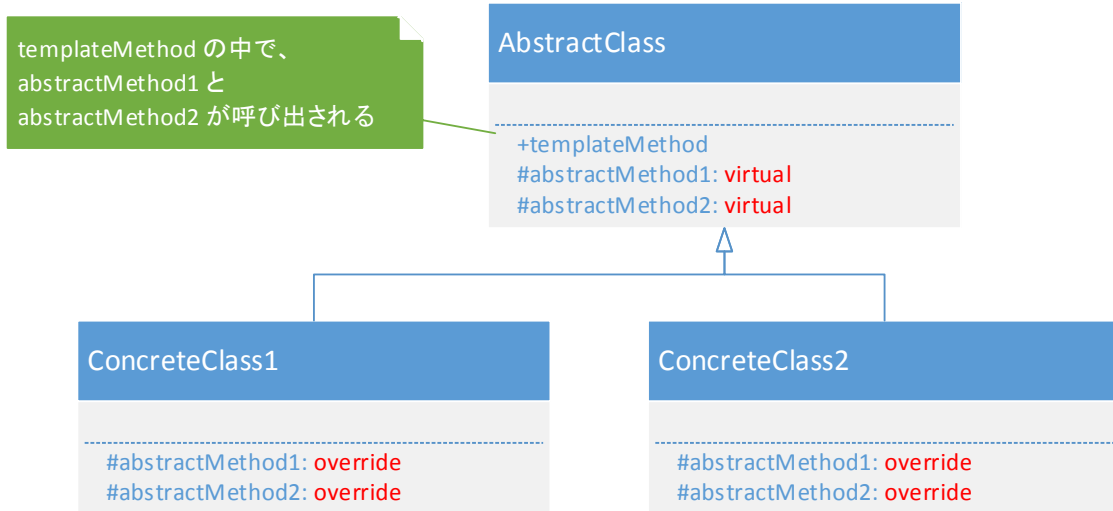 templateMethod の中で、
abstractMethod1 と
abstractMethod2 が呼び出される
AbstractClass
+templateMethod
#abstractMethod1: virtual
#abstractMethod2: virtual
ConcreteClass1
#abstractMethod1: override
#abstractMethod2: override
ConcreteClass2
#abstractMethod1: override
#abstractMethod2: override